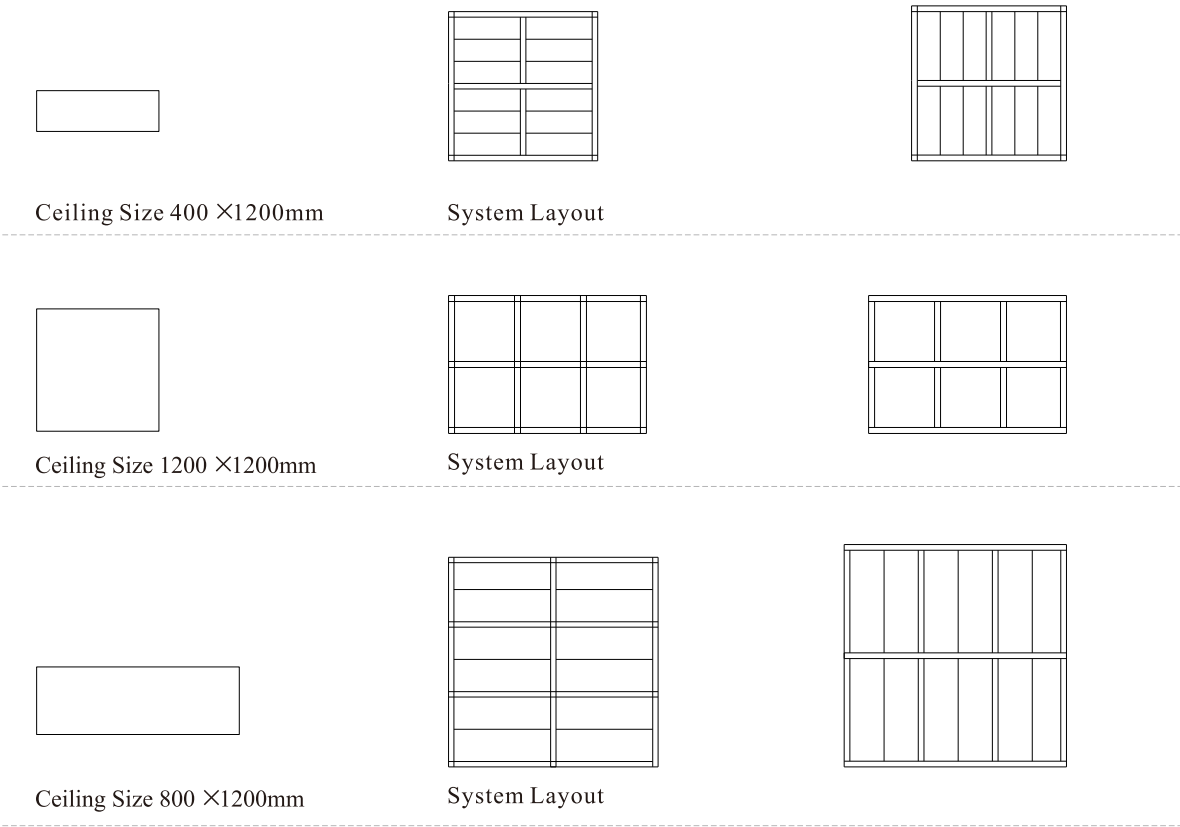 Ceiling Size 400 ×1200mm
System Layout
Ceiling Size 1200 ×1200mm
System Layout
Ceiling Size 800 ×1200mm
System Layout